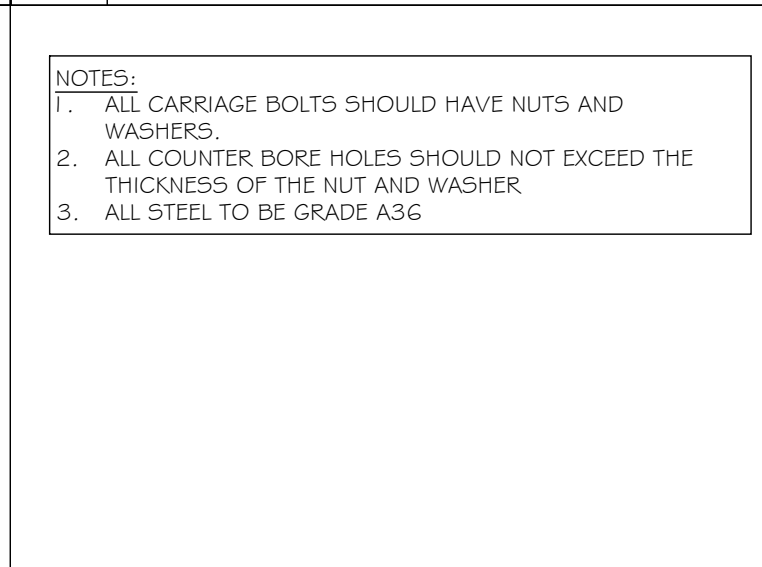 NOTES:
1. ALL CARRIAGE BOLTS SHOULD HAVE NUTS AND
WASHERS.
2. ALL COUNTER BORE HOLES SHOULD NOT EXCEED THE
THICKNESS OF THE NUT AND WASHER
3. ALL STEEL TO BE GRADE A36